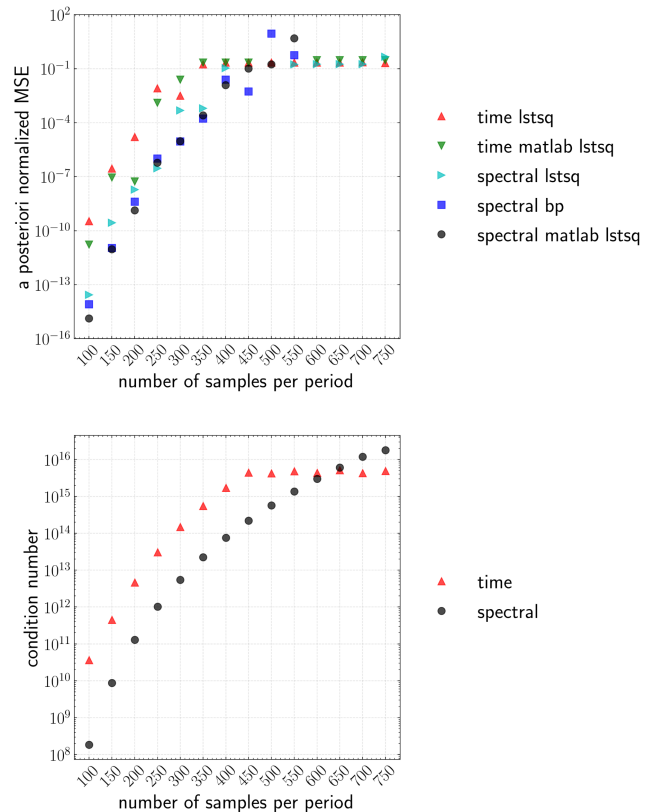 a posteriori normalized MSE
10^2
10^-1
10^-4
10^-7
10^-10
10^-13
10^-16
100 150 200 250 300 350 400 450 500 550 600 650 700 750
number of samples per period
time lstsq
time matlab lstsq
spectral lstsq
spectral bp
spectral matlab lstsq
condition number
10^16
10^15
10^14
10^13
10^12
10^11
10^10
10^9
10^8
100 150 200 250 300 350 400 450 500 550 600 650 700 750
number of samples per period
time
spectral